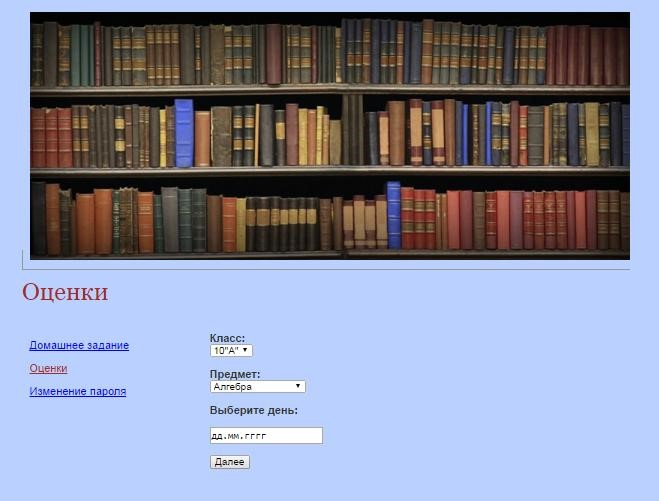 Оценки
Домашнее задание
Оценки
Изменение пароля
Класс:
10"А"
Предмет:
Алгебра
Выберите день:
дд.мм.гггг
Далее